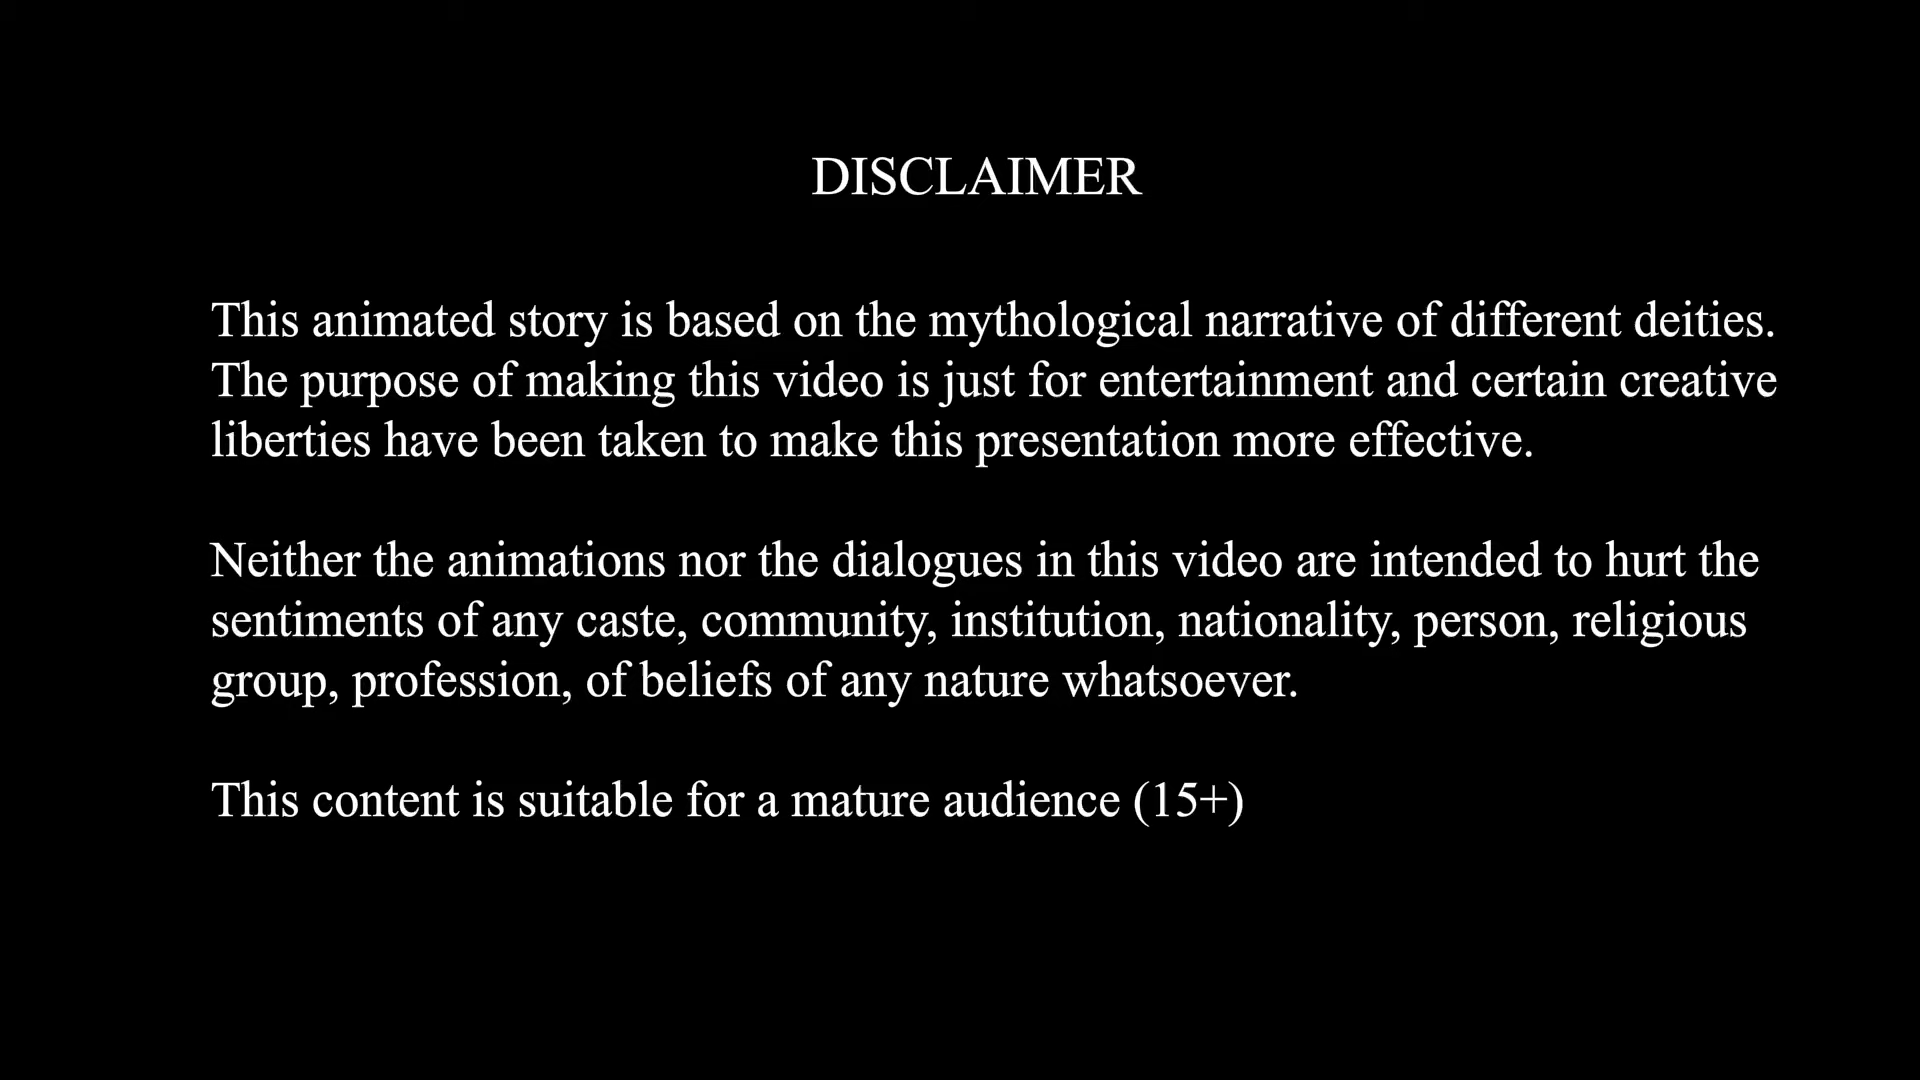 DISCLAIMER
This animated story is based on the mythological narrative of different deities.
The purpose of making this video is just for entertainment and certain creative
liberties have been taken to make this presentation more effective.
Neither the animations nor the dialogues in this video are intended to hurt the
sentiments of any caste, community, institution, nationality, person, religious
group, profession, of beliefs of any nature whatsoever.
This content is suitable for a mature audience (15+)